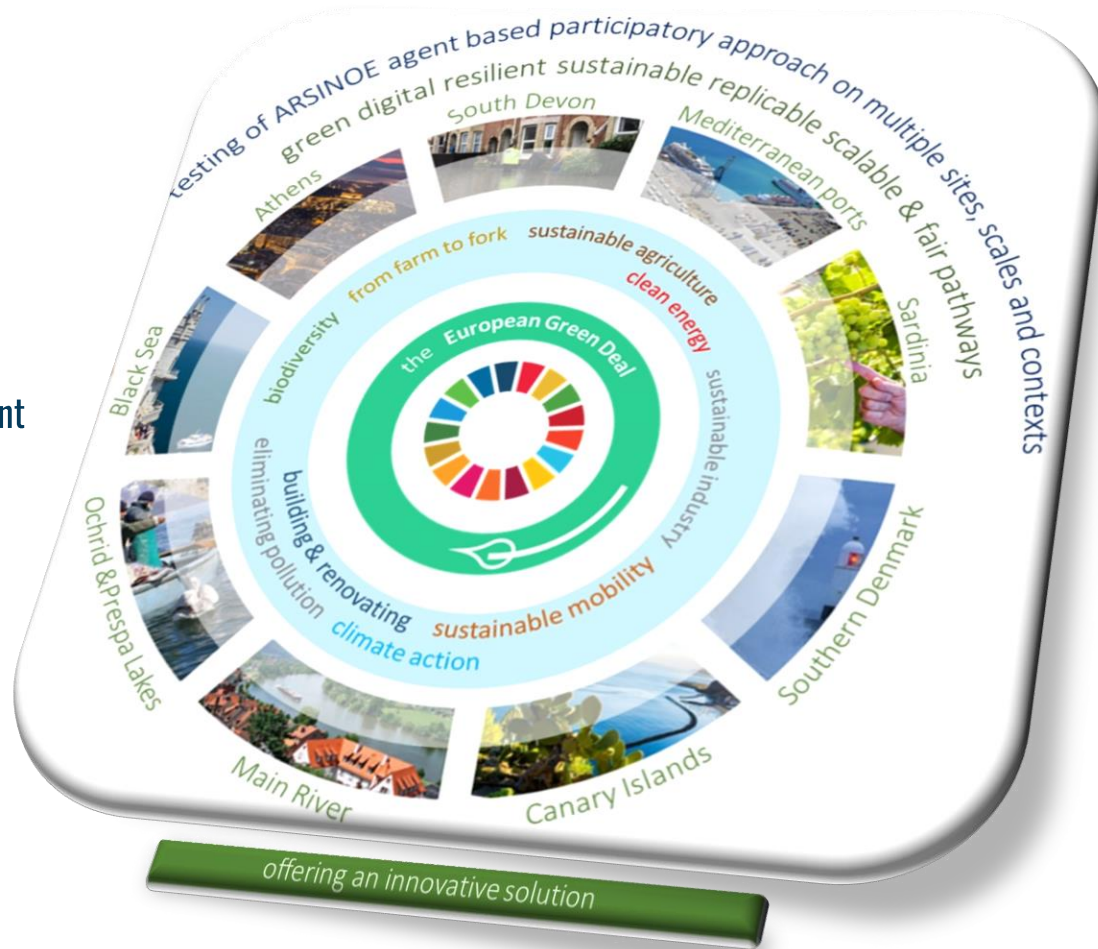 testing of ARSINOE agent based participatory approach on multiple sites, scales and contexts
green digital resilient sustainable replicable scalable & fair pathways
South Devon
Mediterranean ports
Athens
Sardinia
Black Sea
Southern Denmark
Ochrid &Prespa Lakes
Main River
Canary Islands
biodiversity
from farm to fork
sustainable agriculture
clean energy
sustainable industry
sustainable mobility
climate action
building & renovating
eliminating pollution
the European Green Deal
nt
offering an innovative solution